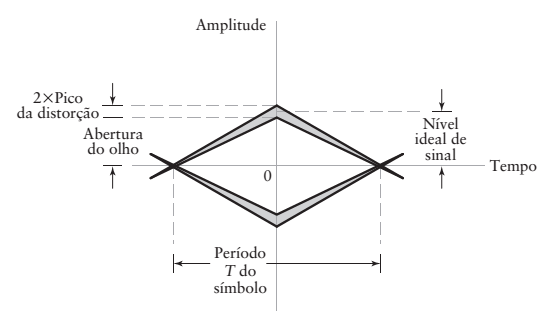 Amplitude
2×Pico
da distorção
Abertura
do olho
Nível
ideal de
sinal
0
Tempo
Período
T do
símbolo